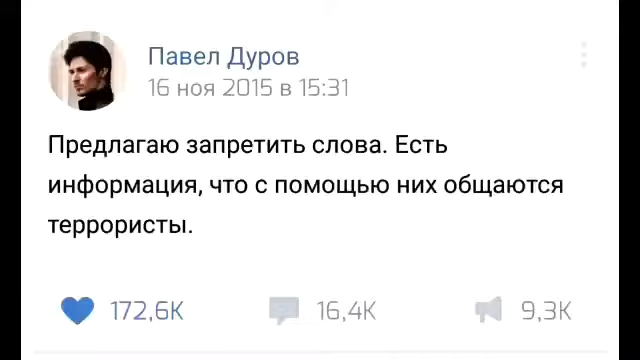 Павел Дуров
16 ноя 2015 в 15:31
Предлагаю запретить слова. Есть
информация, что с помощью них общаются
террористы.
172,6K 16,4K 9,3K